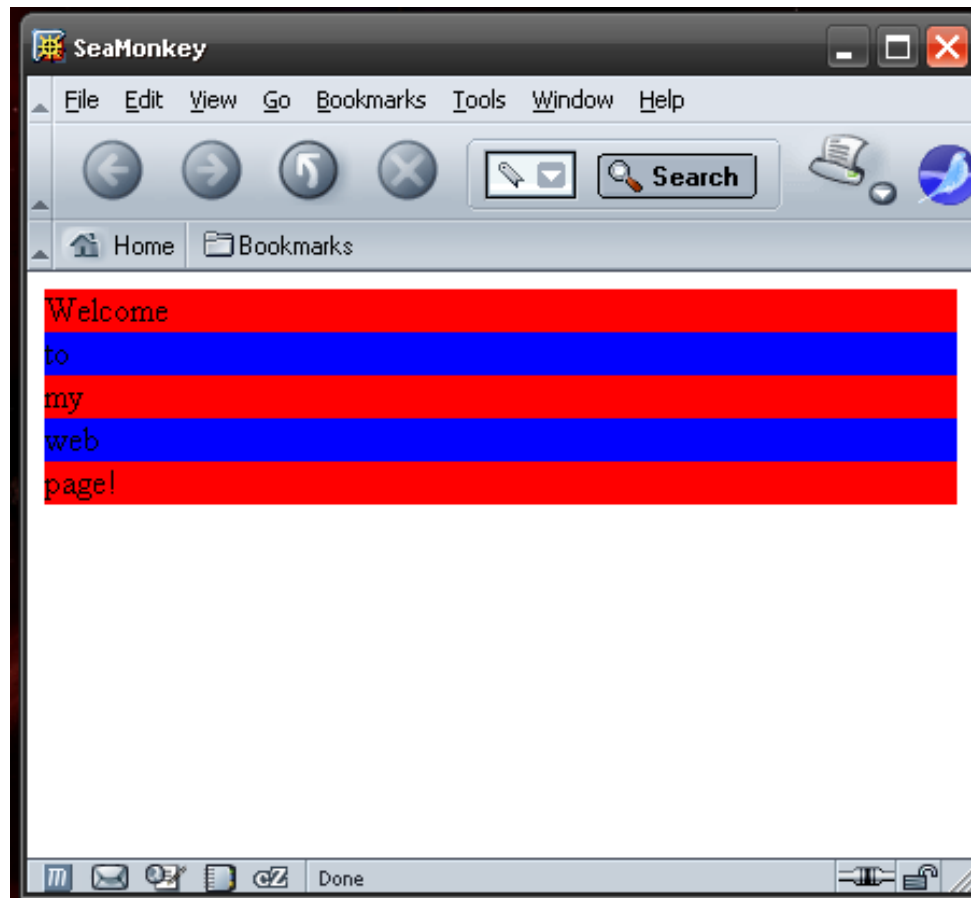 SeaMonkey
File Edit View Go Bookmarks Tools Window Help
Search
Home Bookmarks
Welcome
to
my
web
page!
Done